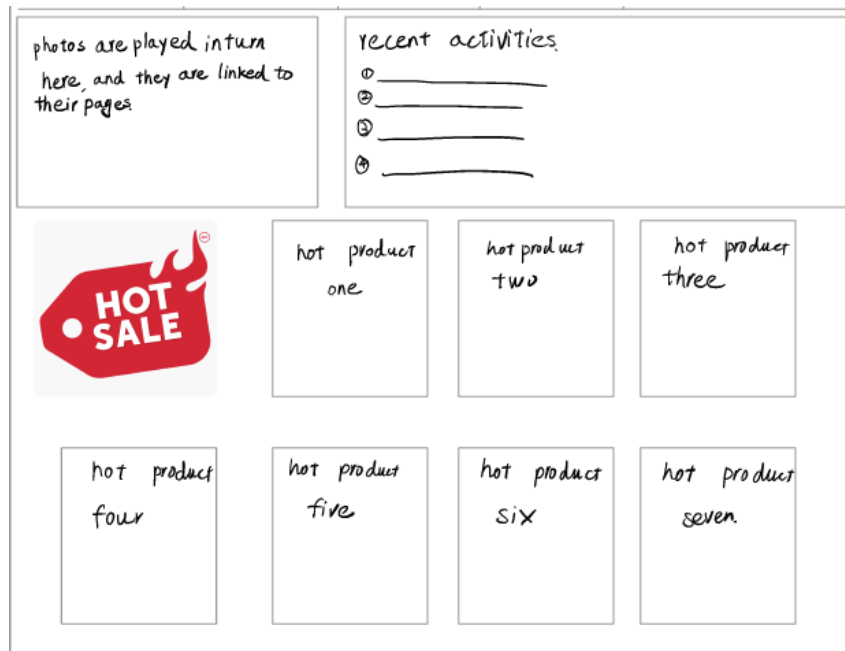 photos are played in turn
here, and they are linked to
their pages.
recent activities.
①
②
③
④
HOT
SALE
hot product
one
hot product
two
hot product
three
hot product
four
hot product
five
hot product
six
hot product
seven.